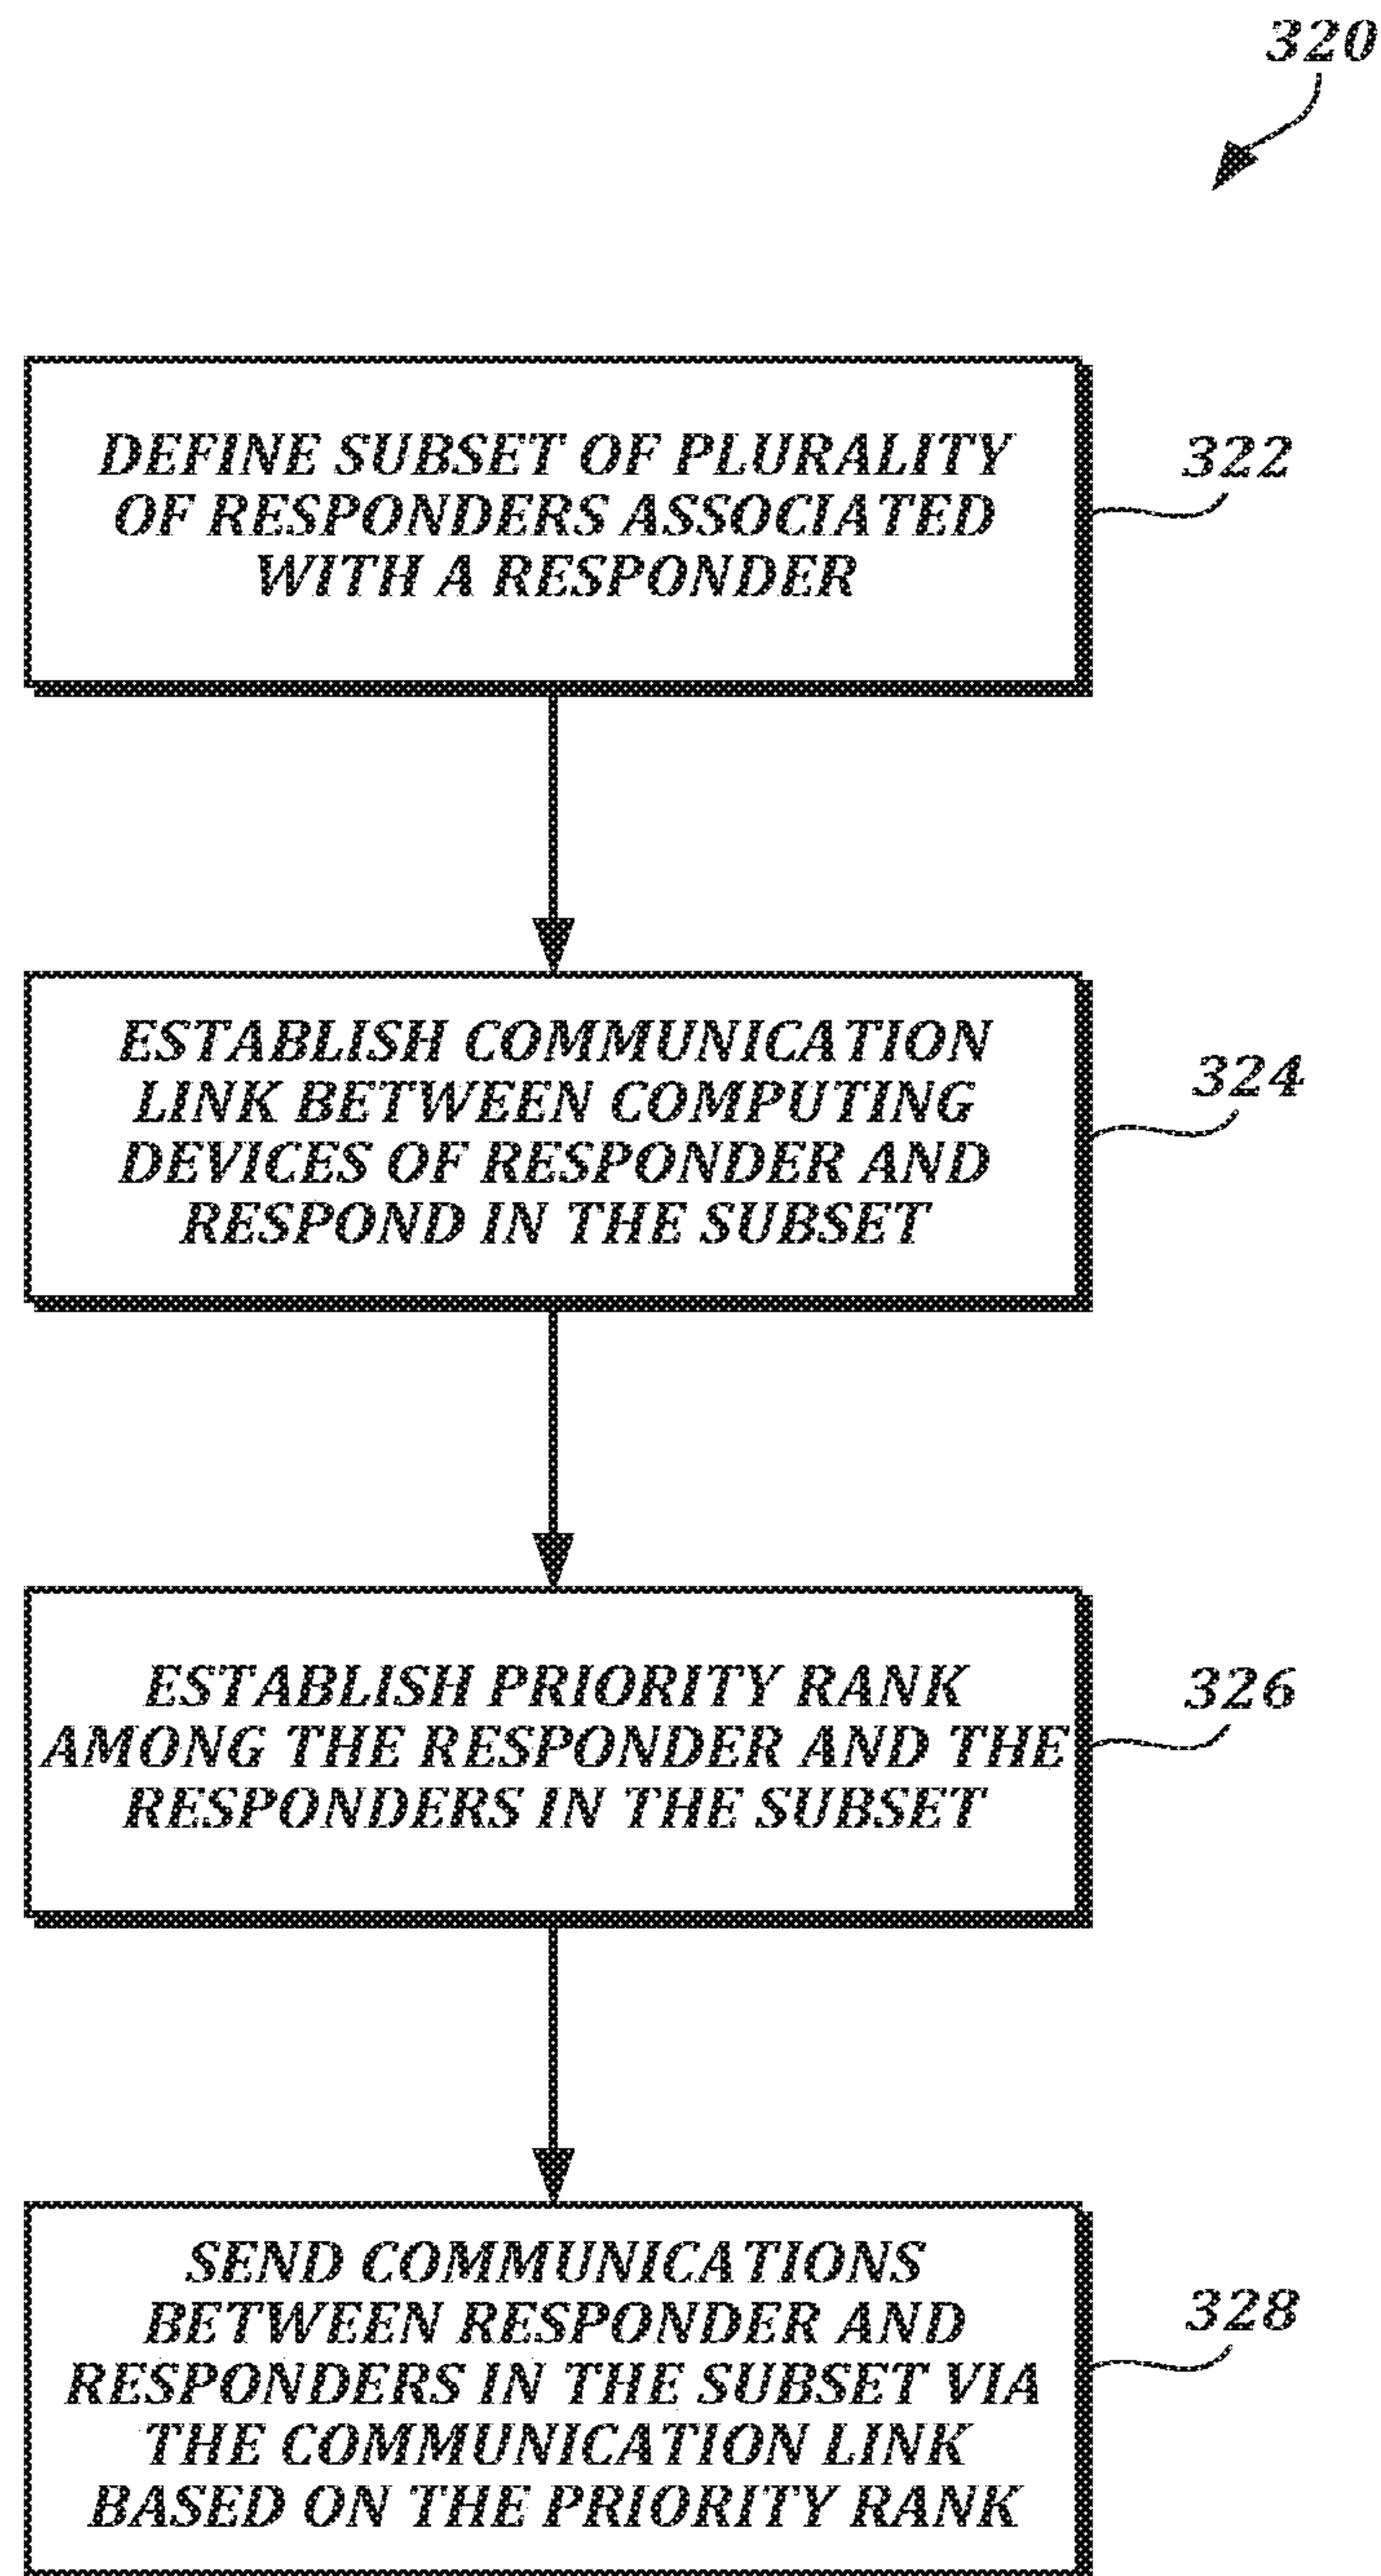 320
DEFINE SUBSET OF PLURALITY
OF RESPONDERS ASSOCIATED
WITH A RESPONDER
322
ESTABLISH COMMUNICATION
LINK BETWEEN COMPUTING
DEVICES OF RESPONDER AND
RESPOND IN THE SUBSET
324
ESTABLISH PRIORITY RANK
AMONG THE RESPONDER AND THE
RESPONDERS IN THE SUBSET
326
SEND COMMUNICATIONS
BETWEEN RESPONDER AND
RESPONDERS IN THE SUBSET VIA
THE COMMUNICATION LINK
BASED ON THE PRIORITY RANK
328